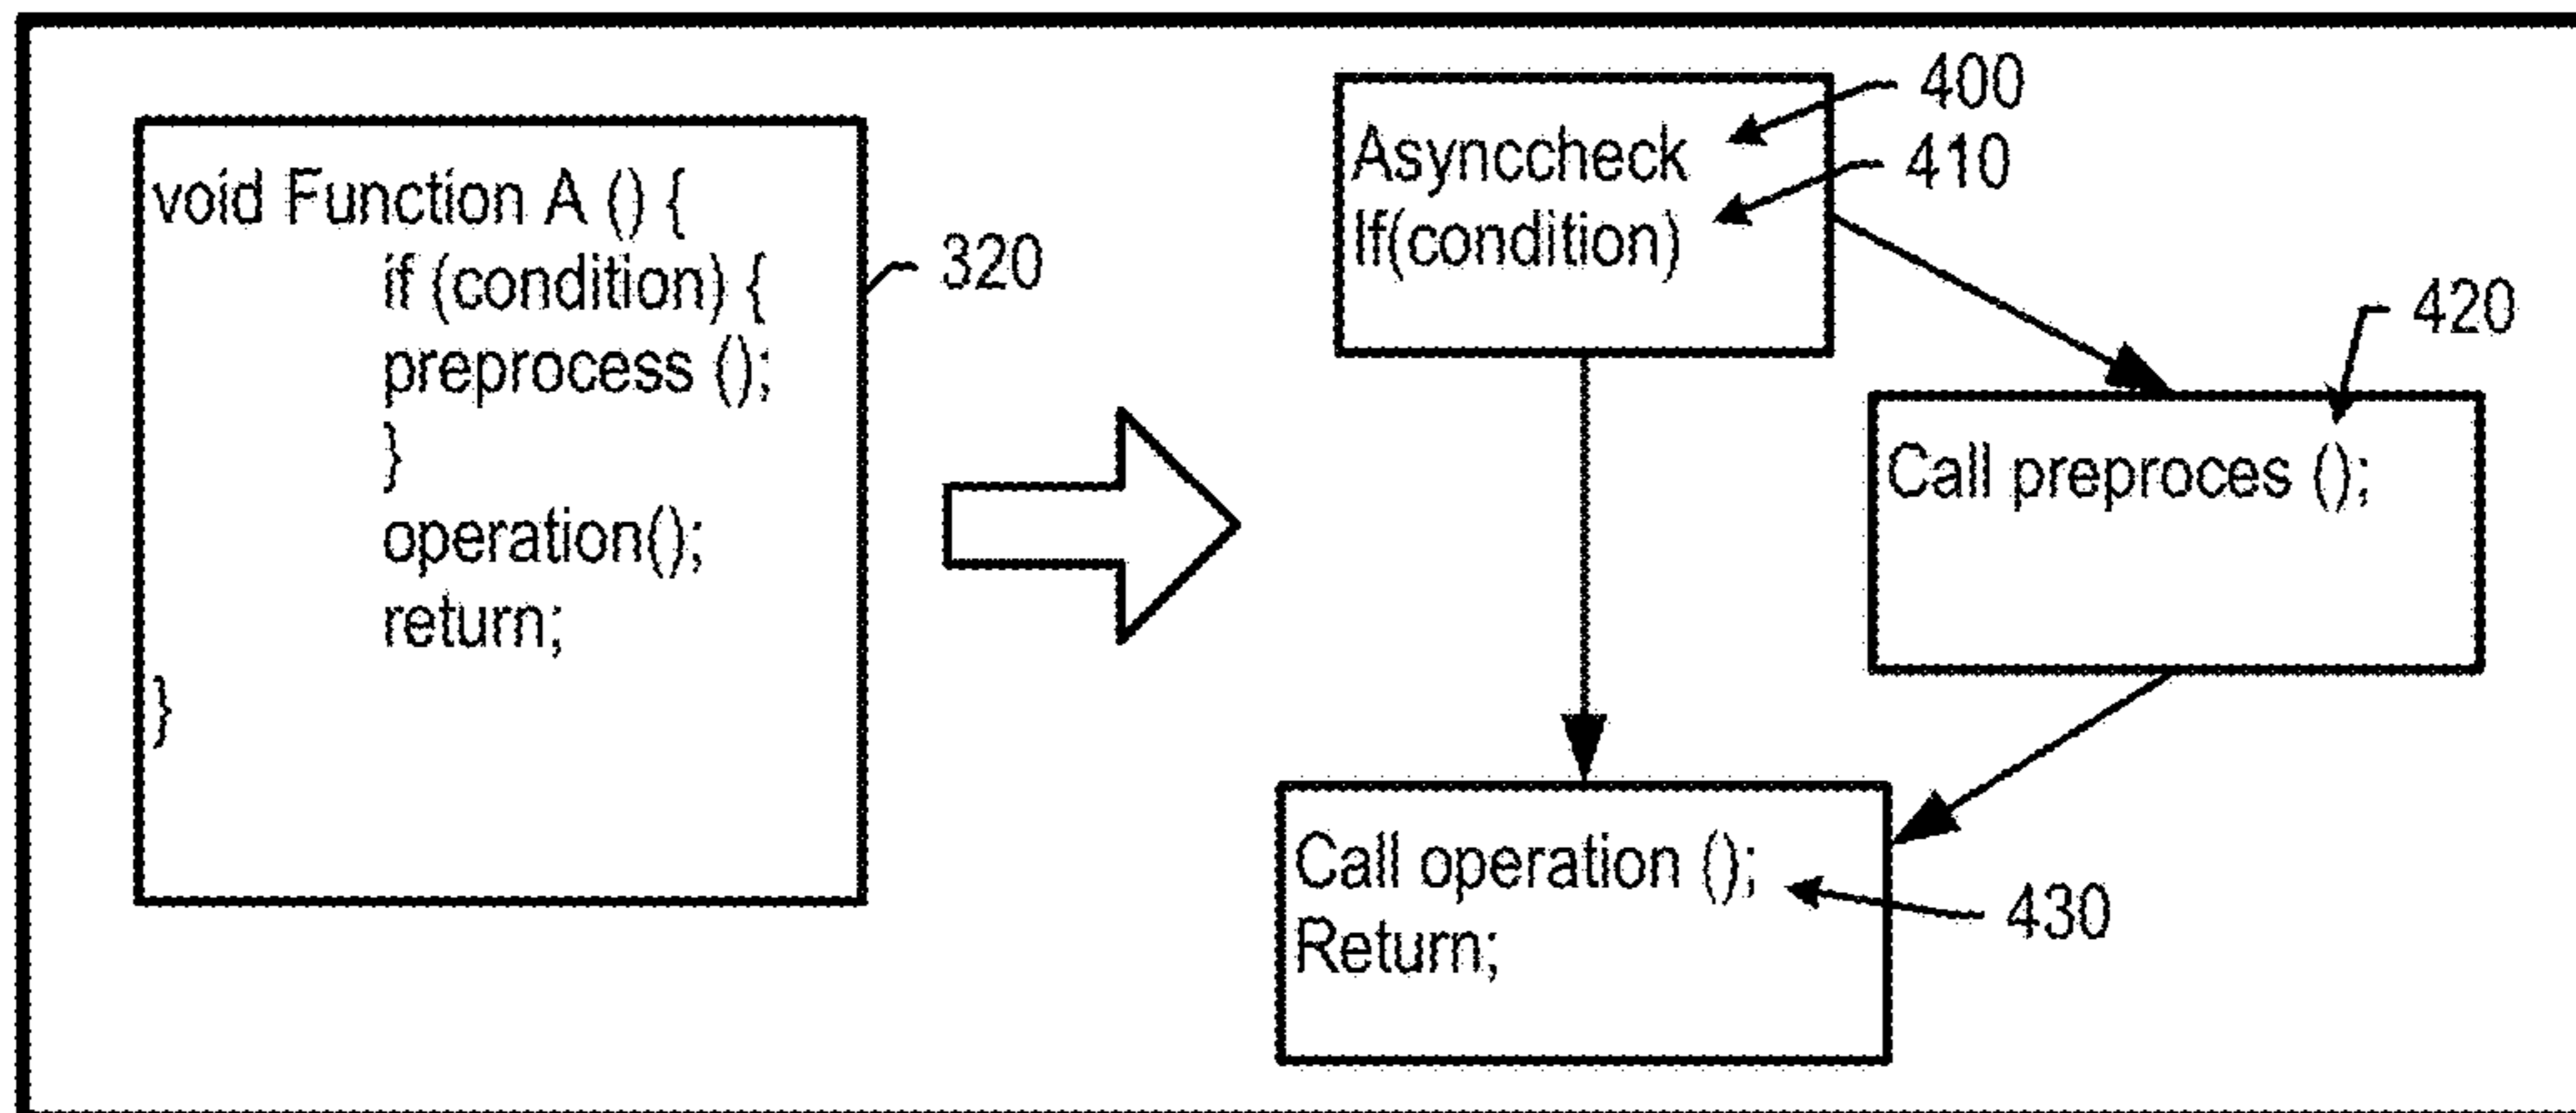 void Function A () {
if (condition) {
preprocess ();
}
operation();
return;
}
320
Asynccheck
If(condition)
400
410
Call preproces ();
420
Call operation ();
Return;
430